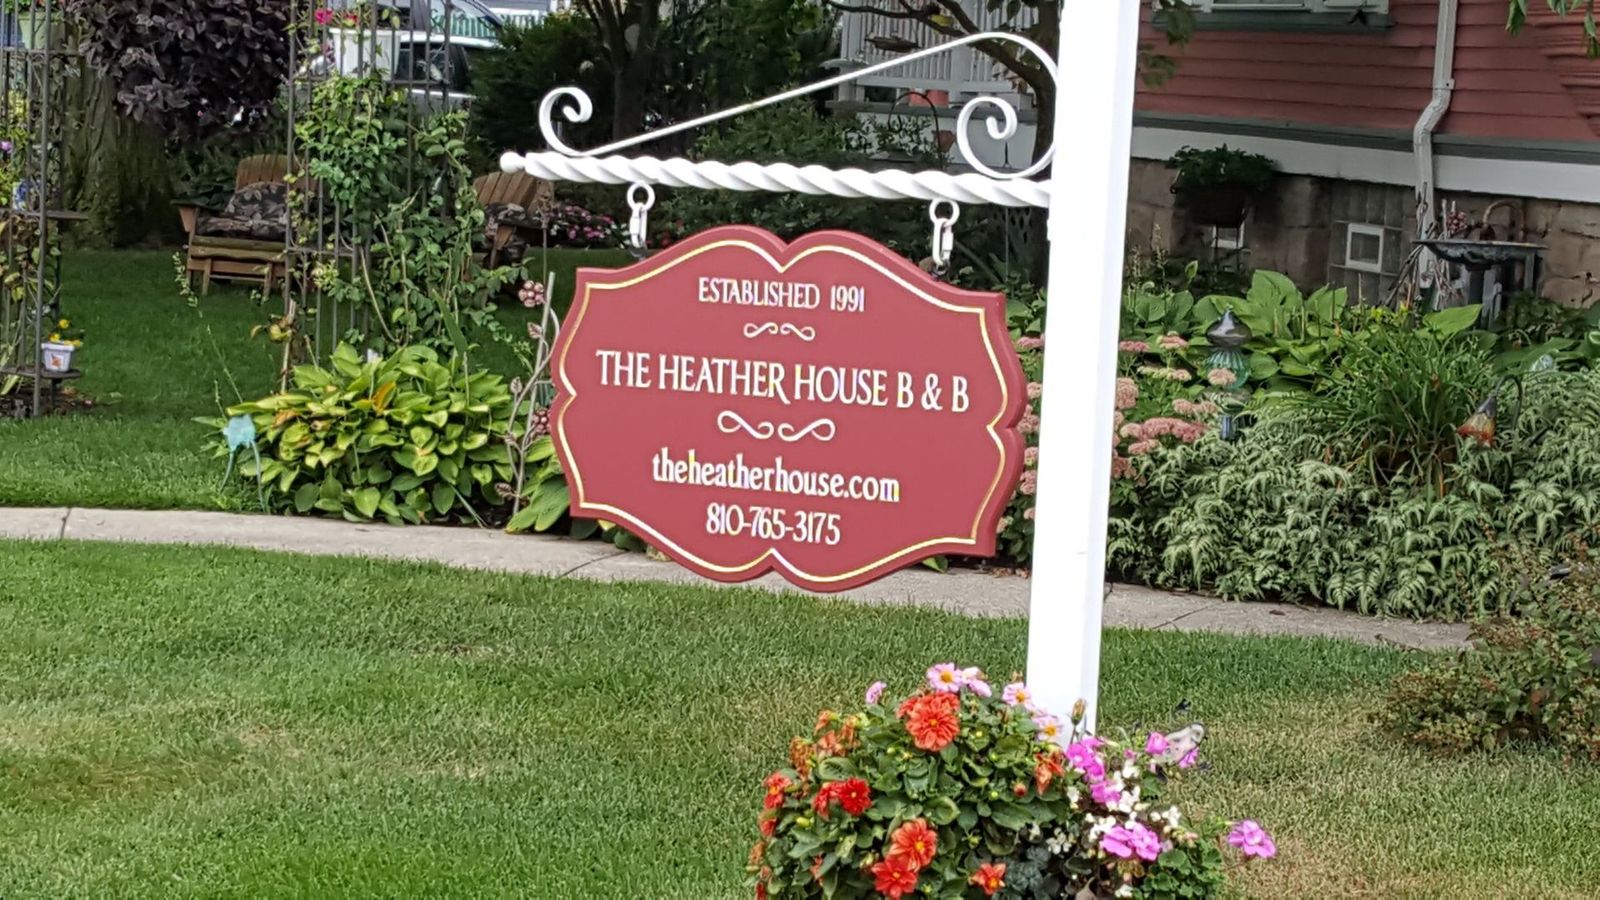 ESTABLISHED 1991
THE HEATHER HOUSE B & B
theheatherhouse.com
810-765-3175